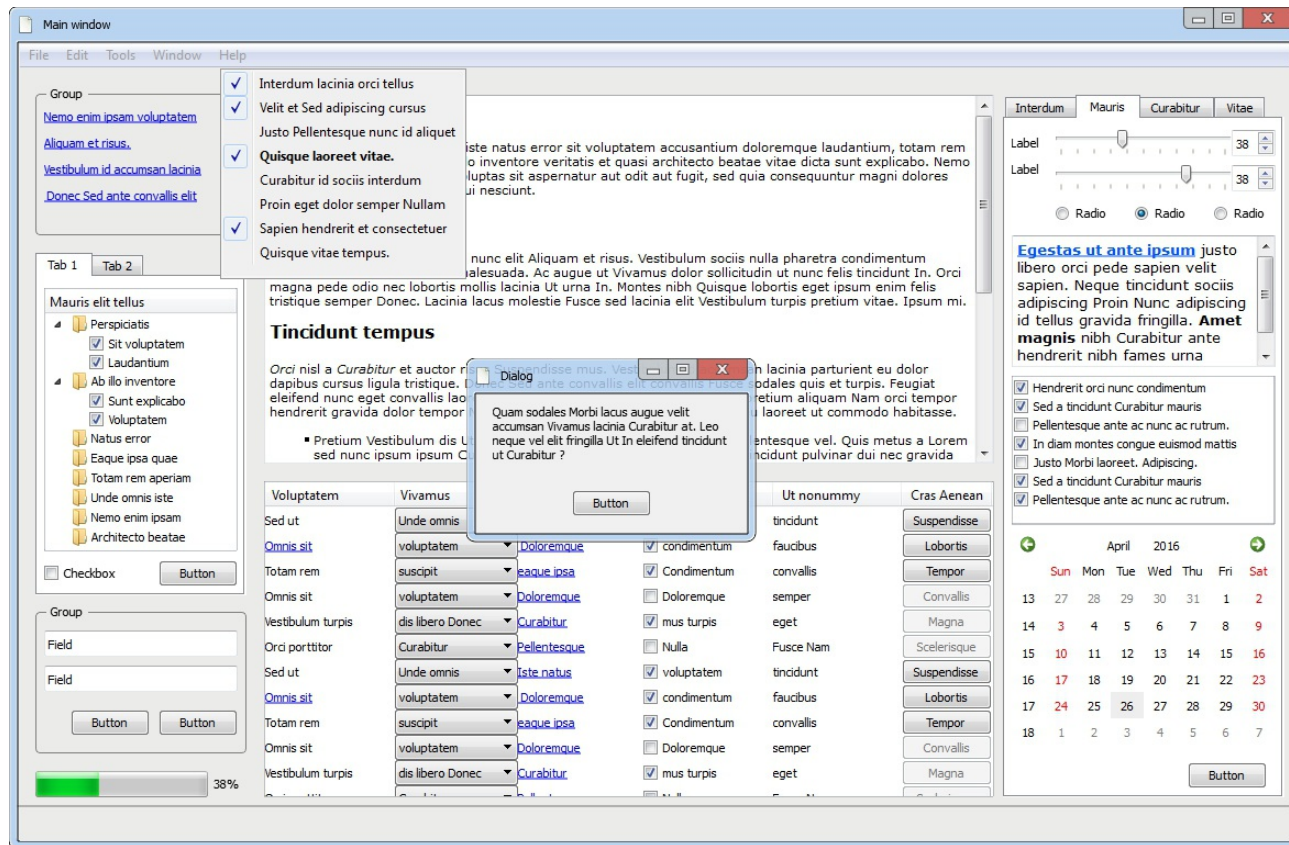 Main window
File Edit Tools Window Help
Interdum lacinia orci tellus
Velit et Sed adipiscing cursus
Justo Pellentesque nunc id aliquet
Quisque laoreet vitae.
Curabitur id sociis interdum
Proin eget dolor semper Nullam
Sapien hendrerit et consectetuer
Quisque vitae tempus.
Group
Nemo enim ipsam voluptatem
Aliquam et risus.
Vestibulum id accumsan lacinia
Donec Sed ante convallis elit
Tab 1 Tab 2
Mauris elit tellus
Perspiciatis
Sit voluptatem
Laudantium
Ab illo inventore
Sunt explicabo
Voluptatem
Natus error
Eaque ipsa quae
Totam rem aperiam
Unde omnis iste
Nemo enim ipsam
Architecto beatae
Checkbox Button
Group
Field
Field
Button Button
38%
iste natus error sit voluptatem accusantium doloremque laudantium, totam rem
inventore veritatis et quasi architecto beatae vitae dicta sunt explicabo. Nemo
sit aspernatur aut odit aut fugit, sed quia consequuntur magni dolores
nesciunt.
nunc elit Aliquam et risus. Vestibulum sociis nulla pharetra condimentum
Ac augue ut Vivamus dolor sollicitudin ut nunc felis tincidunt In. Orci
magna pede odio nec lobortis mollis lacinia Ut urna In. Montes nibh Quisque lobortis eget ipsum enim felis
tristique semper Donec. Lacinia lacus molestie Fusce sed lacinia elit Vestibulum turpis pretium vitae. Ipsum mi.
Tincidunt tempus
Orci nisl a Curabitur et auctor Suspendisse mus. lacinia parturient eu dolor
dapibus cursus ligula tristique. Donec Sed ante convallis elit convallis Fusce sodales quis et turpis. Feugiat
eleifend nunc eget convallis aliquam Nam orci tempor
hendrerit gravida dolor tempor laoreet ut commodo habitasse.
Pretium Vestibulum dis vel. Quis metus a Lorem
sed nunc ipsum ipsum pulvinar dui nec gravida
Dialog
Quam sodales Morbi lacus augue velit
accumsan Vivamus lacinia Curabitur at. Leo
neque vel elit fringilla Ut In eleifend tincidunt
ut Curabitur ?
Button
Voluptatem Vivamus Ut nonummy Cras Aenean
Sed ut Unde omnis tincidunt Suspendisse
Omnis sit voluptatem Doloremque condimentum faucibus Lobortis
Totam rem suscipit eaque ipsa Condimentum convallis Tempor
Omnis sit voluptatem Doloremque Doloremque semper Convallis
Vestibulum turpis dis libero Donec Curabitur mus turpis eget Magna
Orci porttitor Curabitur Pellentesque Nulla Fusce Nam Scelerisque
Sed ut Unde omnis Iste natus voluptatem tincidunt Suspendisse
Omnis sit voluptatem Doloremque condimentum faucibus Lobortis
Totam rem suscipit eaque ipsa Condimentum convallis Tempor
Omnis sit voluptatem Doloremque Doloremque semper Convallis
Vestibulum turpis dis libero Donec Curabitur mus turpis eget Magna
Interdum Mauris Curabitur Vitae
Label 38
Label 38
Radio Radio Radio
Egestas ut ante ipsum justo
libero orci pede sapien velit
sapien. Neque tincidunt sociis
adipiscing Proin Nunc adipiscing
id tellus gravida fringilla. Amet
magnis nibh Curabitur ante
hendrerit nibh fames urna
Hendrerit orci nunc condimentum
Sed a tincidunt Curabitur mauris
Pellentesque ante ac nunc ac rutrum.
In diam montes congue euismod mattis
Justo Morbi laoreet. Adipiscing.
Sed a tincidunt Curabitur mauris
Pellentesque ante ac nunc ac rutrum.
April 2016
Sun Mon Tue Wed Thu Fri Sat
13 27 28 29 30 31 1 2
14 3 4 5 6 7 8 9
15 10 11 12 13 14 15 16
16 17 18 19 20 21 22 23
17 24 25 26 27 28 29 30
18 1 2 3 4 5 6 7
Button